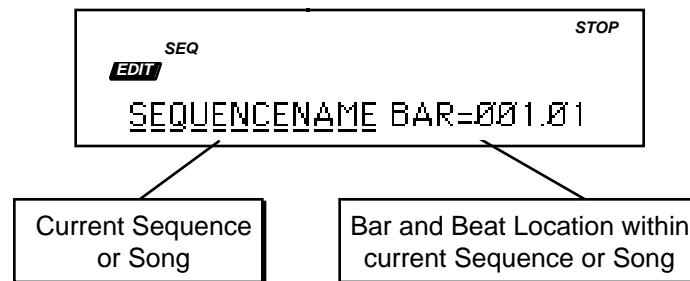 STOP
SEQ
EDIT
SEQUENCENAME BAR=001.01
Current Sequence
or Song
Bar and Beat Location within
current Sequence or Song